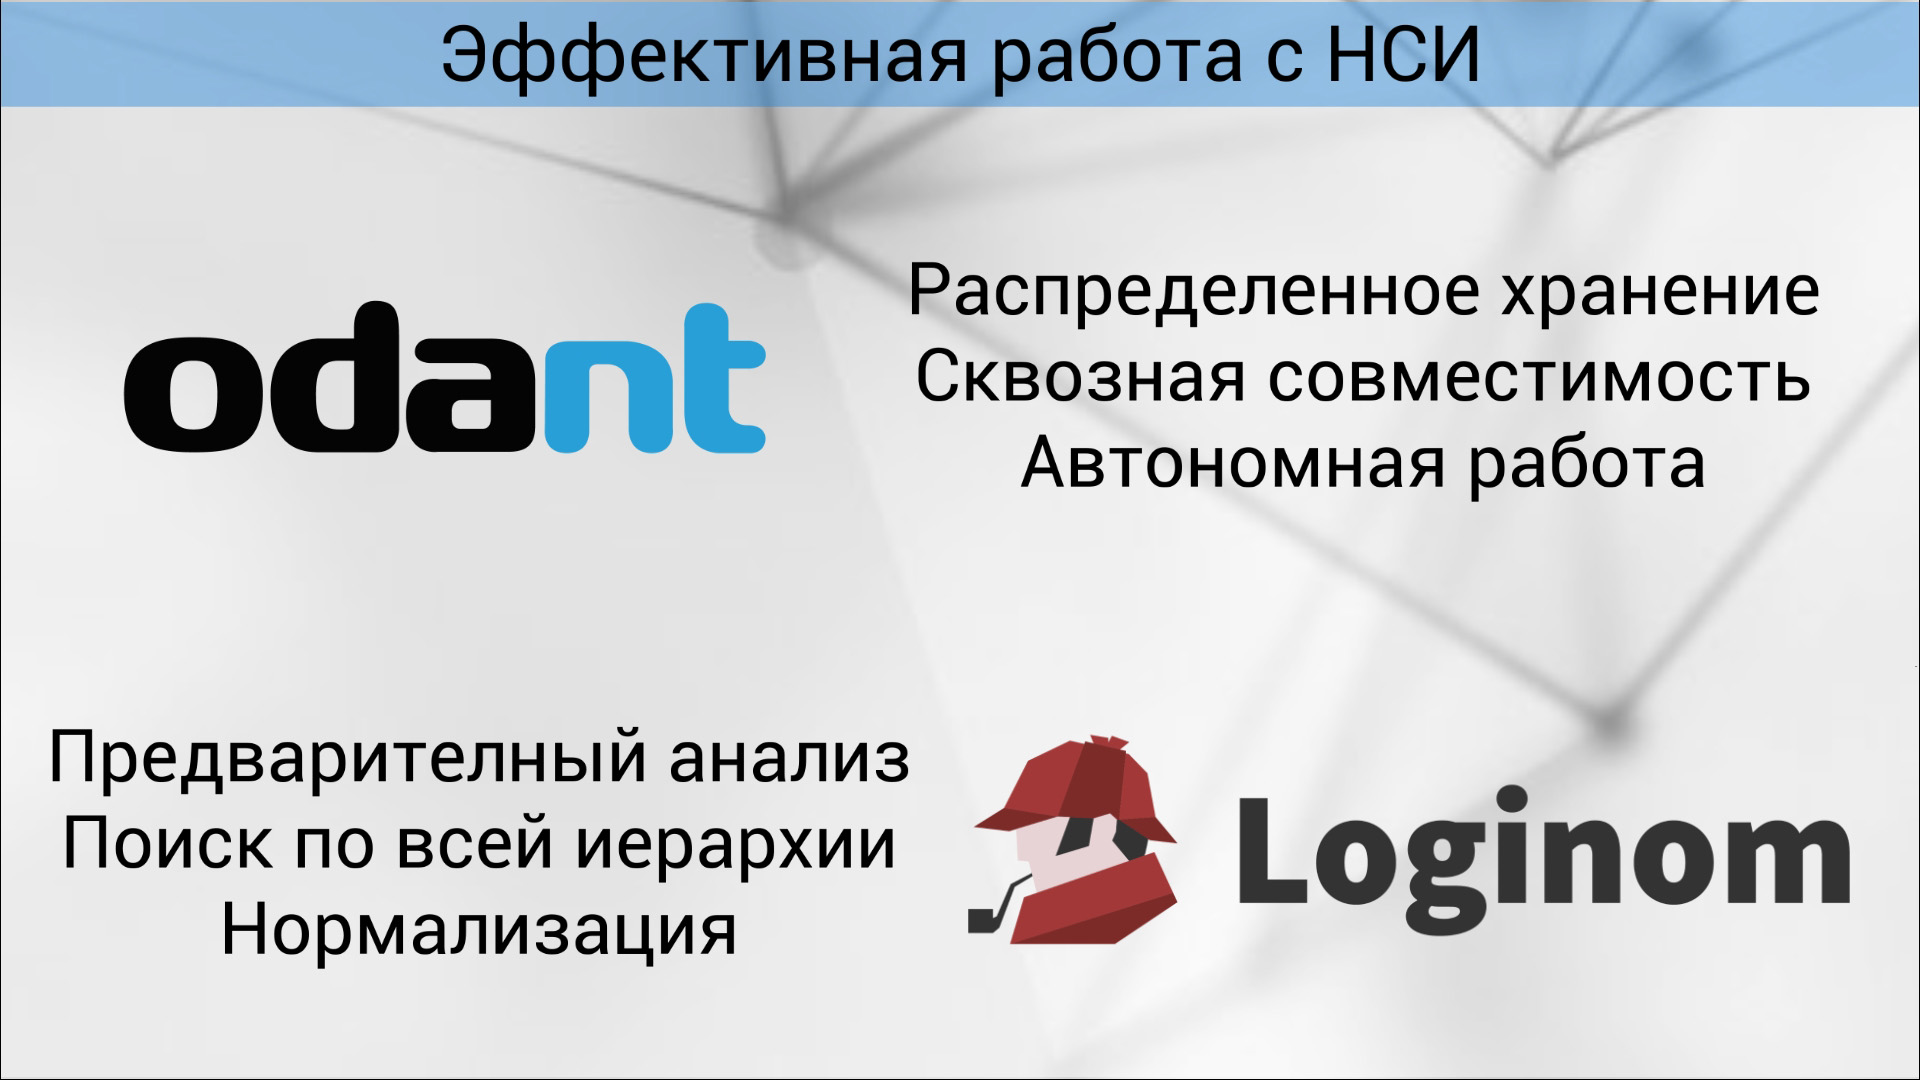 Эффективная работа с НСИ
odant
Распределенное хранение
Сквозная совместимость
Автономная работа
Предварителный анализ
Поиск по всей иерархии
Нормализация
Loginom